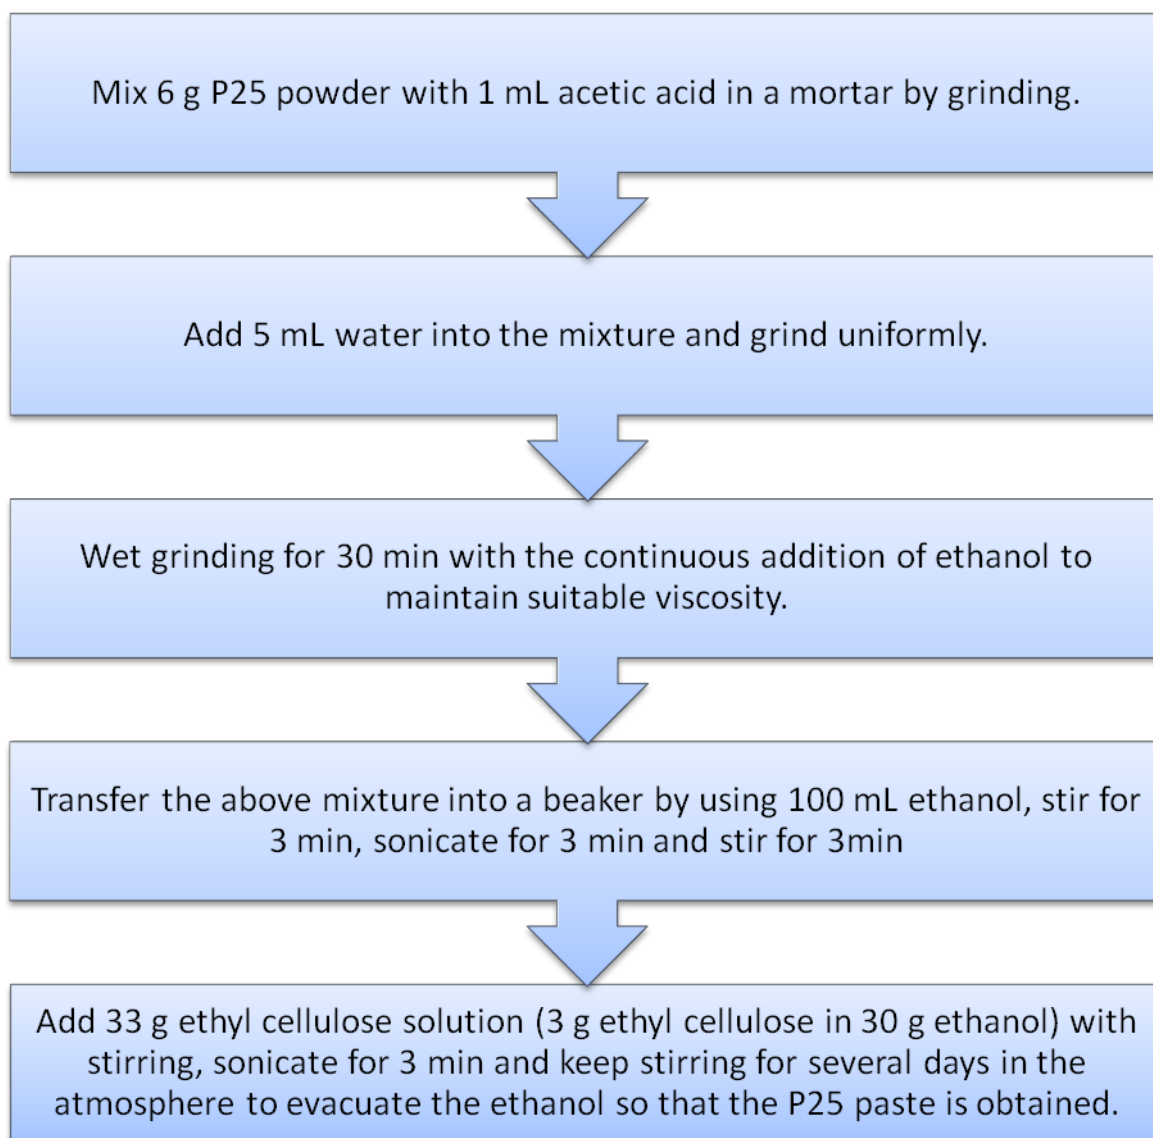 Mix 6 g P25 powder with 1 mL acetic acid in a mortar by grinding.
Add 5 mL water into the mixture and grind uniformly.
Wet grinding for 30 min with the continuous addition of ethanol to
maintain suitable viscosity.
Transfer the above mixture into a beaker by using 100 mL ethanol, stir for
3 min, sonicate for 3 min and stir for 3min
Add 33 g ethyl cellulose solution (3 g ethyl cellulose in 30 g ethanol) with
stirring, sonicate for 3 min and keep stirring for several days in the
atmosphere to evacuate the ethanol so that the P25 paste is obtained.